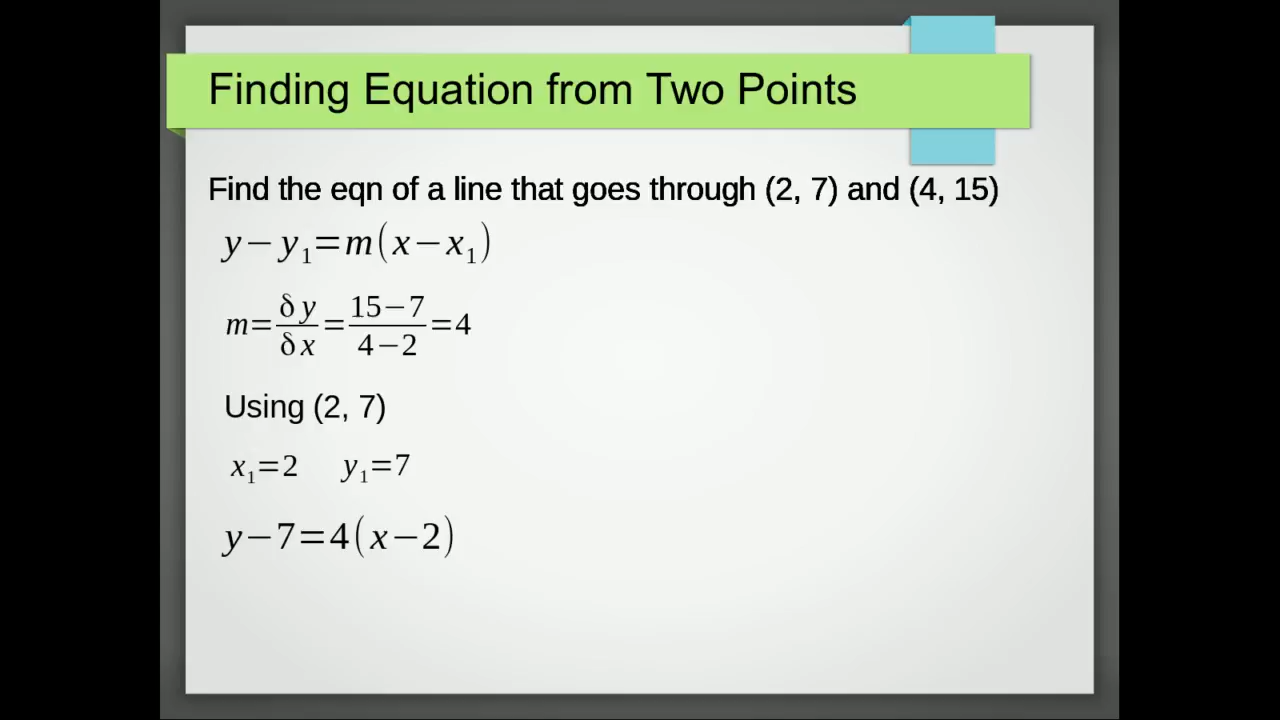 Finding Equation from Two Points
Find the eqn of a line that goes through (2, 7) and (4, 15)
y−y₁=m(x−x₁)
m=δy/δx=(15−7)/(4−2)=4
Using (2, 7)
x₁=2 y₁=7
y−7=4(x−2)